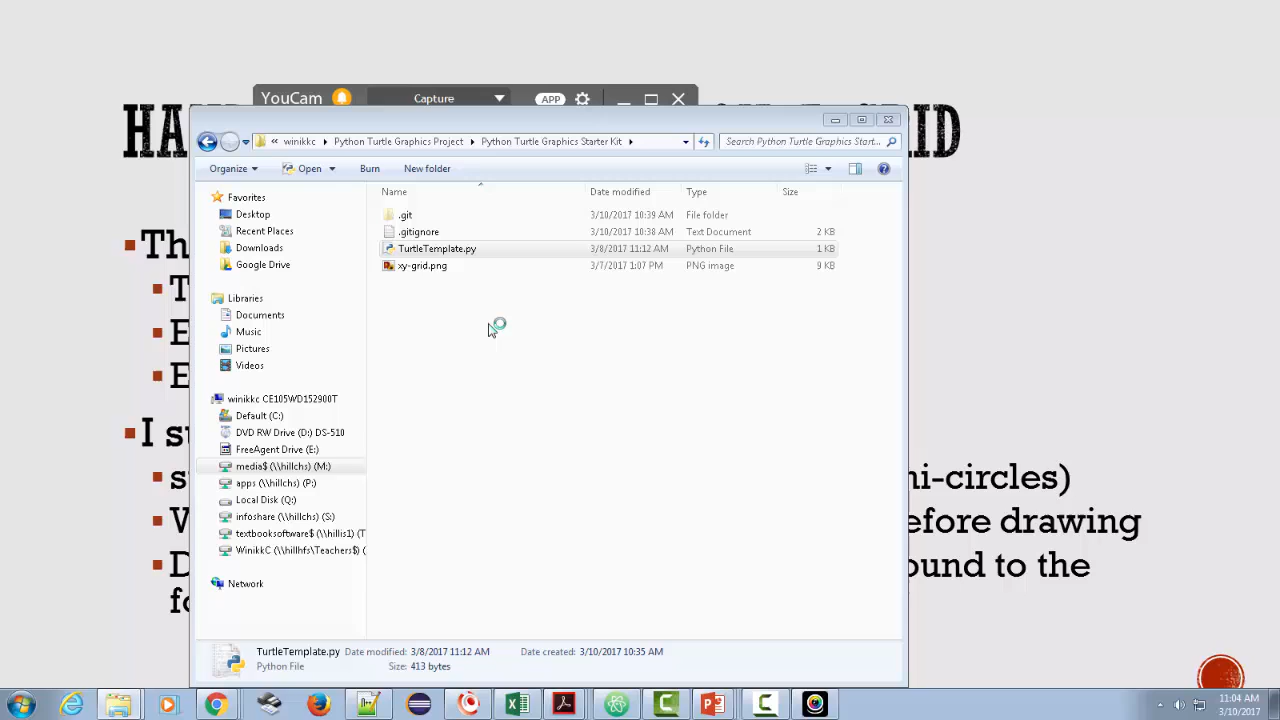 YouCam Capture APP
HA
RID
« winikkc ▸ Python Turtle Graphics Project ▸ Python Turtle Graphics Starter Kit ▸
Search Python Turtle Graphics Start...
Organize Open Burn New folder
Name Date modified Type Size
.git 3/10/2017 10:39 AM File folder
.gitignore 3/10/2017 10:38 AM Text Document 2 KB
TurtleTemplate.py 3/8/2017 11:12 AM Python File 1 KB
xy-grid.png 3/7/2017 1:07 PM PNG image 9 KB
Favorites
Desktop
Recent Places
Downloads
Google Drive
Libraries
Documents
Music
Pictures
Videos
winikkc CE105WD152900T
Default (C:)
DVD RW Drive (D:) DS-510
FreeAgent Drive (E:)
media$ (\\hillchs) (M:)
apps (\\hlchs) (P:)
Local Disk (Q:)
infoshare (\\hillchs) (S:)
textbooksoftware$ (\\hillis1) (T
WinikkC (\\hillhfs\Teachers$) (
Network
Th
T
E
E
I su
s
ni-circles)
W
efore drawing
D
ound to the
fo
TurtleTemplate.py Date modified: 3/8/2017 11:12 AM Date created: 3/10/2017 10:35 AM
Python File Size: 413 bytes
11:04 AM
3/10/2017